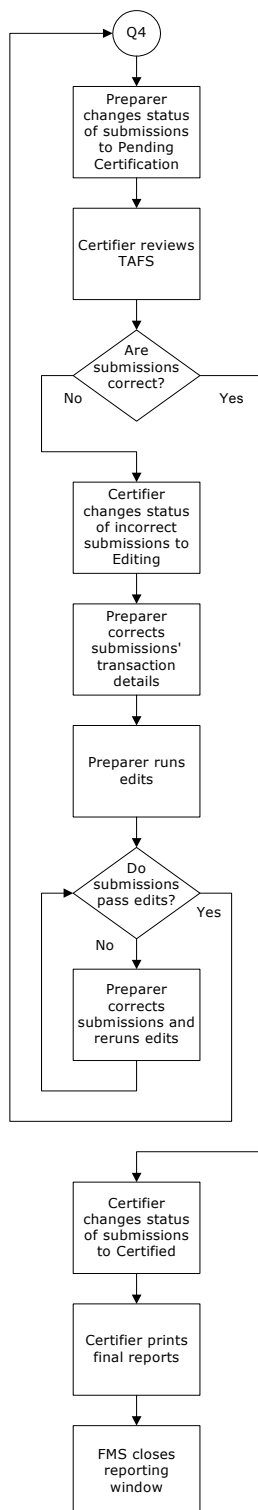 Q4
Preparer
changes status
of submissions
to Pending
Certification
Certifier reviews
TAFS
Are
submissions
correct?
No
Yes
Certifier
changes status
of incorrect
submissions to
Editing
Preparer
corrects
submissions'
transaction
details
Preparer runs
edits
Do
submissions
pass edits?
Yes
No
Preparer
corrects
submissions and
reruns edits
Certifier
changes status
of submissions
to Certified
Certifier prints
final reports
FMS closes
reporting
window